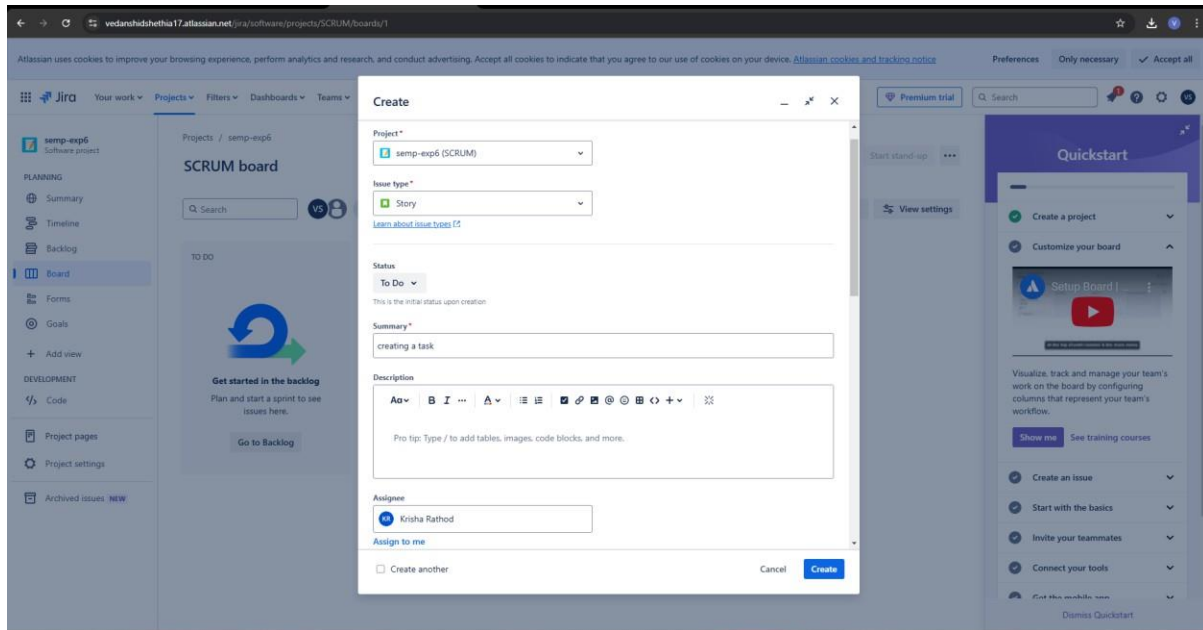 vedanshidshethia17.atlassian.net/jira/software/projects/SCRUM/boards/1
Atlassian uses cookies to improve your browsing experience, perform analytics and research, and conduct advertising. Accept all cookies to indicate that you agree to our use of cookies on your device. Atlassian cookies and tracking notice
Preferences Only necessary Accept all
Jira Your work Projects Filters Dashboards Teams
Premium trial Search VS
semp-exp6
Software project
PLANNING
Summary
Timeline
Backlog
Board
Forms
Goals
Add view
DEVELOPMENT
Code
Project pages
Project settings
Archived issues NEW
Projects / semp-exp6
SCRUM board
Search VS
Start stand-up
View settings
TO DO
Get started in the backlog
Plan and start a sprint to see
issues here.
Go to Backlog
Create
Project *
semp-exp6 (SCRUM)
Issue type *
Story
Learn about issue types
Status
To Do
This is the initial status upon creation
Summary *
creating a task
Description
Aa B I ... A
Pro tip: Type / to add tables, images, code blocks, and more.
Assignee
KR Krisha Rathod
Assign to me
Create another
Cancel Create
Quickstart
Create a project
Customize your board
Setup Board | ...
Visualize, track and manage your team's
work on the board by configuring
columns that represent your team's
workflow.
Show me See training courses
Create an issue
Start with the basics
Invite your teammates
Connect your tools
Get the mobile app
Dismiss Quickstart